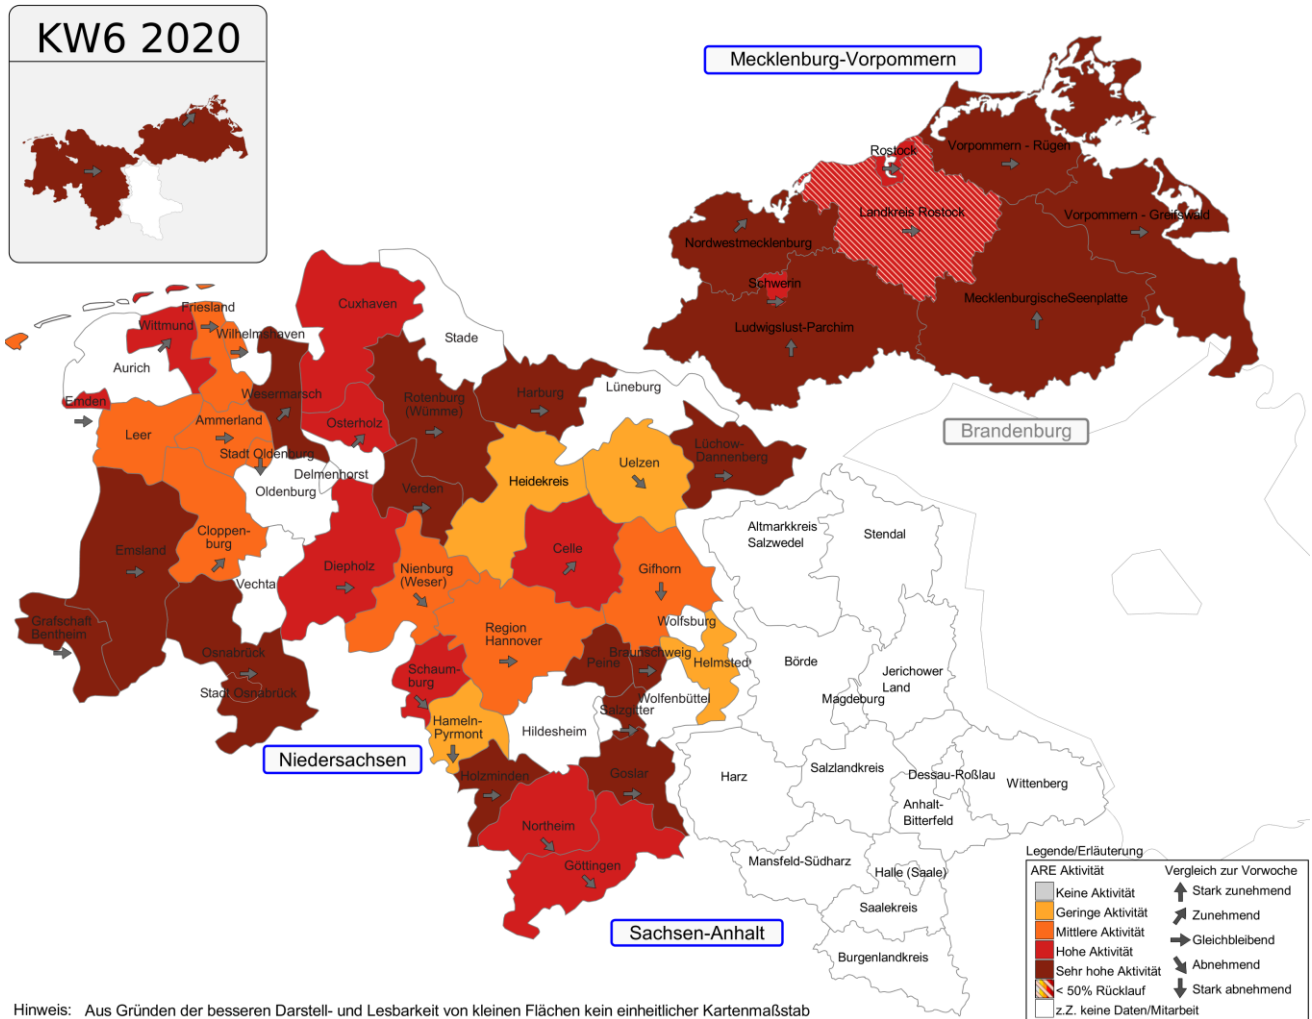 KW6 2020
Mecklenburg-Vorpommern
Rostock
Vorpommern - Rügen
Landkreis Rostock
Vorpommern - Greifswald
Nordwestmecklenburg
Schwerin
MecklenburgischeSeenplatte
Ludwigslust-Parchim
Brandenburg
Cuxhaven
Friesland
Wittmund
Wilhelmshaven
Stade
Aurich
Lüneburg
Emden
Wesermarsch
Rotenburg
(Wümme)
Harburg
Leer
Ammerland
Osterholz
Stadt Oldenburg
Lüchow-
Dannenberg
Delmenhorst
Uelzen
Oldenburg
Heidekreis
Verden
Altmarkkreis
Salzwedel
Stendal
Cloppen-
burg
Emsland
Celle
Diepholz
Nienburg
(Weser)
Gifhorn
Vechta
Grafschaft
Bentheim
Region
Hannover
Wolfsburg
Osnabrück
Braunschweig
Peine
Helmsted
Börde
Schaum-
burg
Jerichower
Land
Stadt Osnabrück
Wolfenbüttel
Magdeburg
Salzgitter
Hameln-
Pyrmont
Hildesheim
Niedersachsen
Holzminden
Goslar
Harz
Salzlandkreis
Dessau-Roßlau
Wittenberg
Anhalt-
Bitterfeld
Northeim
Göttingen
Mansfeld-Südharz
Halle (Saale)
Saalekreis
Sachsen-Anhalt
Burgenlandkreis
Legende/Erläuterung
ARE Aktivität
Keine Aktivität
Geringe Aktivität
Mittlere Aktivität
Hohe Aktivität
Sehr hohe Aktivität
< 50% Rücklauf
z.Z. keine Daten/Mitarbeit
Vergleich zur Vorwoche
Stark zunehmend
Zunehmend
Gleichbleibend
Abnehmend
Stark abnehmend
Hinweis: Aus Gründen der besseren Darstell- und Lesbarkeit von kleinen Flächen kein einheitlicher Kartenmaßstab